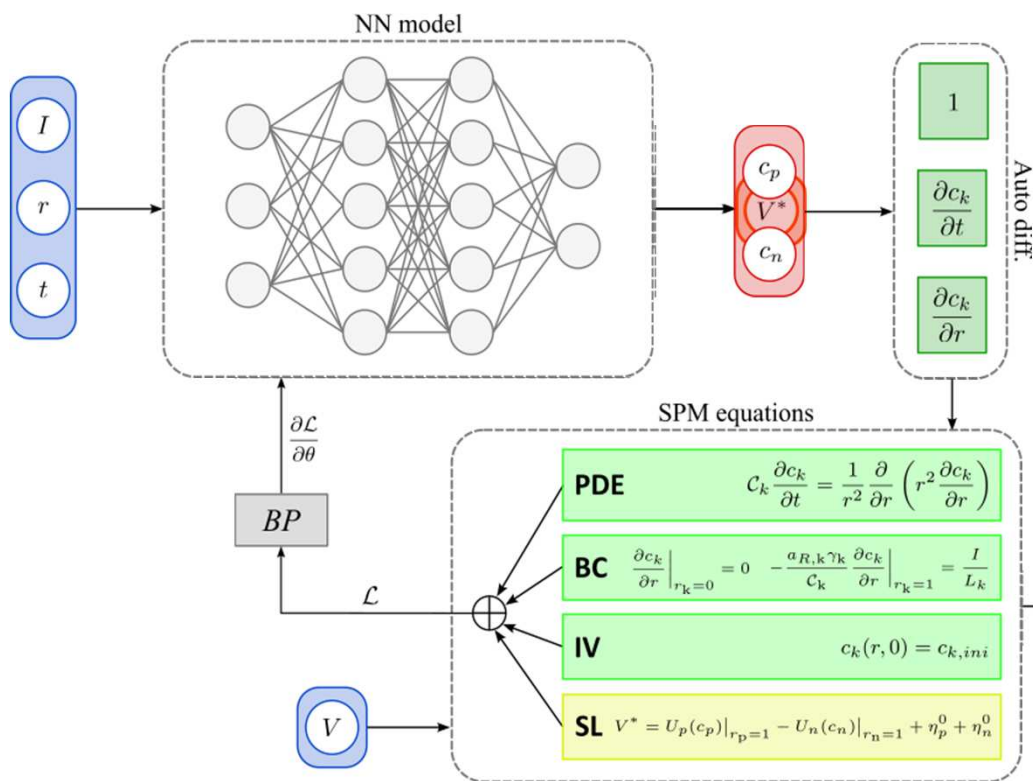 NN model
I
r
t
c_p
V*
c_n
1
∂c_k/∂t
∂c_k/∂r
Auto diff.
SPM equations
PDE C_k ∂c_k/∂t = 1/r² ∂/∂r (r² ∂c_k/∂r)
BC ∂c_k/∂r|_{r_k=0} = 0 -a_{R,k}γ_k/C_k ∂c_k/∂r|_{r_k=1} = I/L_k
IV c_k(r, 0) = c_{k,ini}
SL V* = U_p(c_p)|_{r_p=1} − U_n(c_n)|_{r_n=1} + η_p^0 + η_n^0
∂L/∂θ
BP
L
V